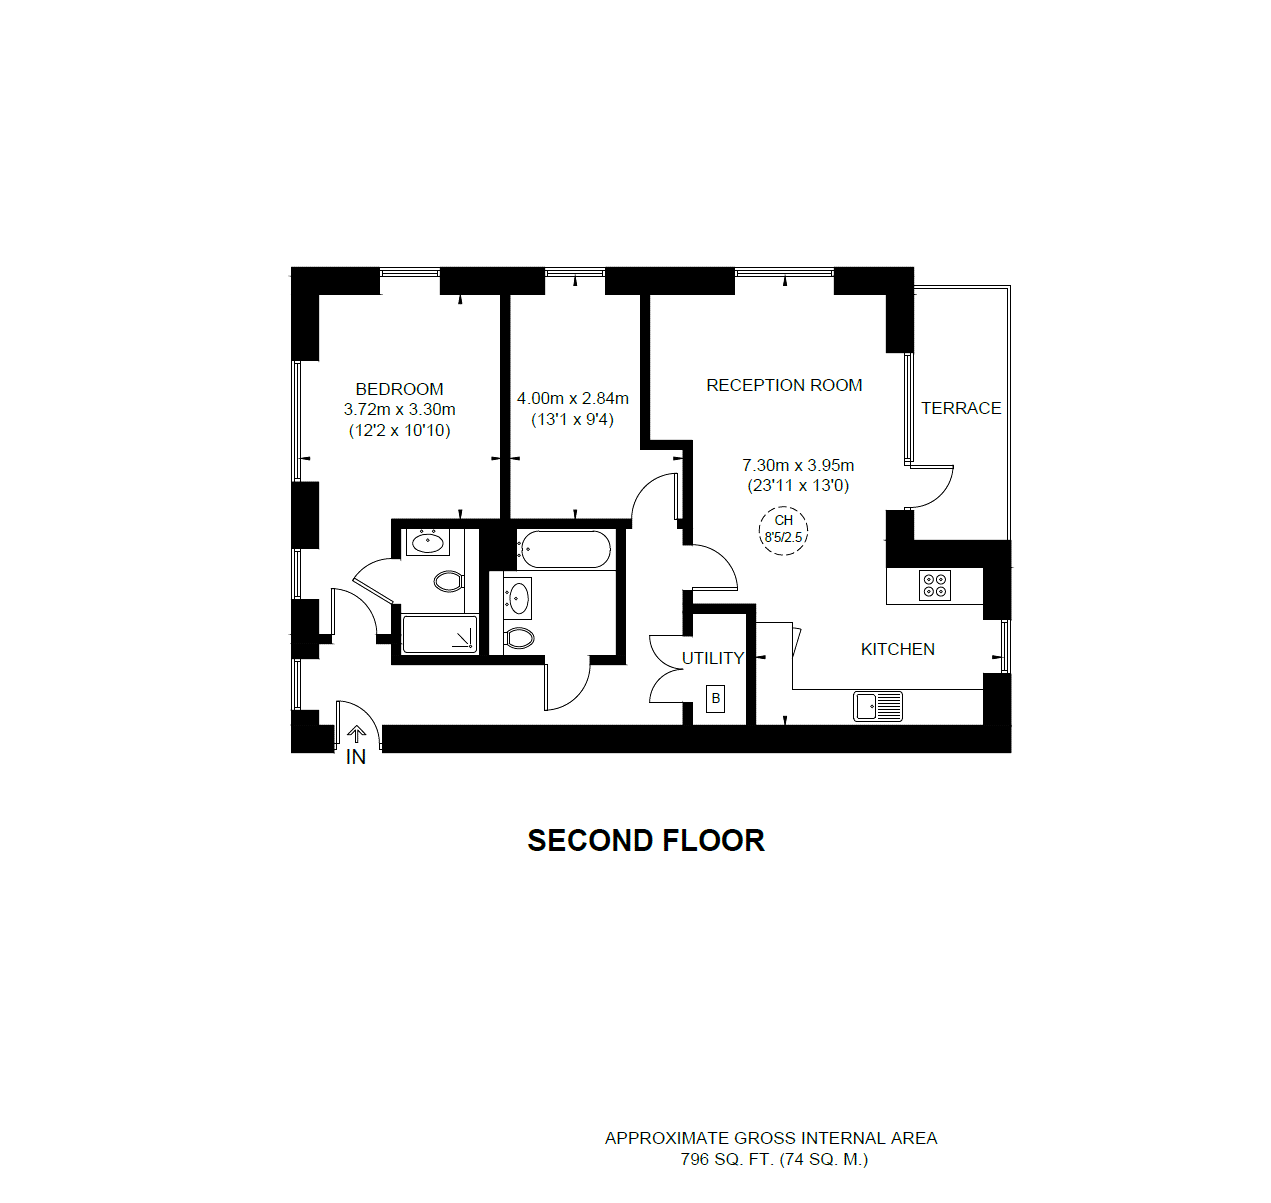 BEDROOM
3.72m x 3.30m
(12'2 x 10'10)
4.00m x 2.84m
(13'1 x 9'4)
RECEPTION ROOM
7.30m x 3.95m
(23'11 x 13'0)
CH
8'5/2.5
TERRACE
KITCHEN
UTILITY
B
IN
SECOND FLOOR
APPROXIMATE GROSS INTERNAL AREA
796 SQ. FT. (74 SQ. M.)